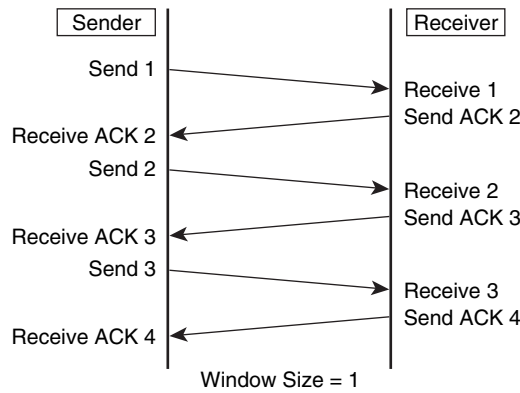 Sender
Receiver
Send 1
Receive 1
Send ACK 2
Receive ACK 2
Send 2
Receive 2
Send ACK 3
Receive ACK 3
Send 3
Receive 3
Send ACK 4
Receive ACK 4
Window Size = 1